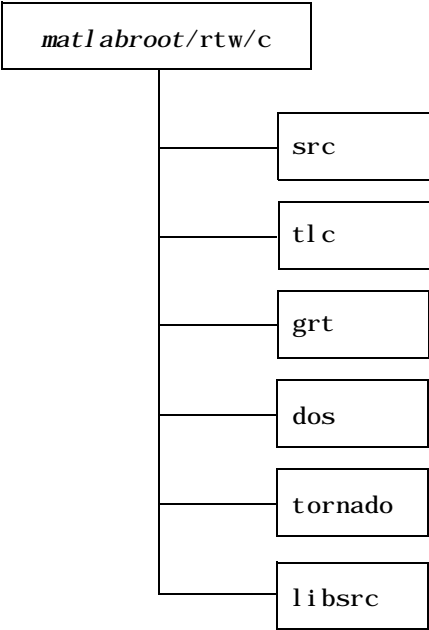 matlabroot/rtw/c
src
tlc
grt
dos
tornado
libsrc